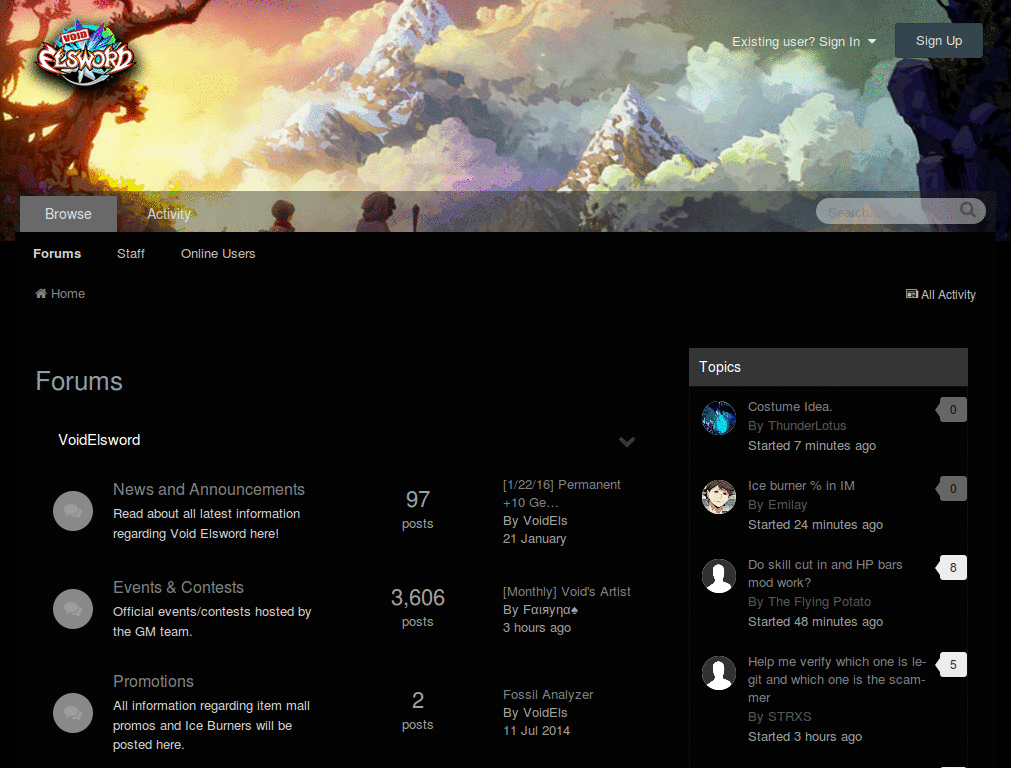 VOID
ELSWORD
Existing user? Sign In
Sign Up
Browse
Activity
Search...
Forums
Staff
Online Users
Home
All Activity
Forums
VoidElsword
News and Announcements
Read about all latest information
regarding Void Elsword here!
97
posts
[1/22/16] Permanent
+10 Ge…
By VoidEls
21 January
Events & Contests
Official events/contests hosted by
the GM team.
3,606
posts
[Monthly] Void's Artist
By Fαιяyηα♠
3 hours ago
Promotions
All information regarding item mall
promos and Ice Burners will be
posted here.
2
posts
Fossil Analyzer
By VoidEls
11 Jul 2014
Topics
Costume Idea.
By ThunderLotus
Started 7 minutes ago
0
Ice burner % in IM
By Emilay
Started 24 minutes ago
0
Do skill cut in and HP bars
mod work?
By The Flying Potato
Started 48 minutes ago
8
Help me verify which one is le-
git and which one is the scam-
mer
By STRXS
Started 3 hours ago
5